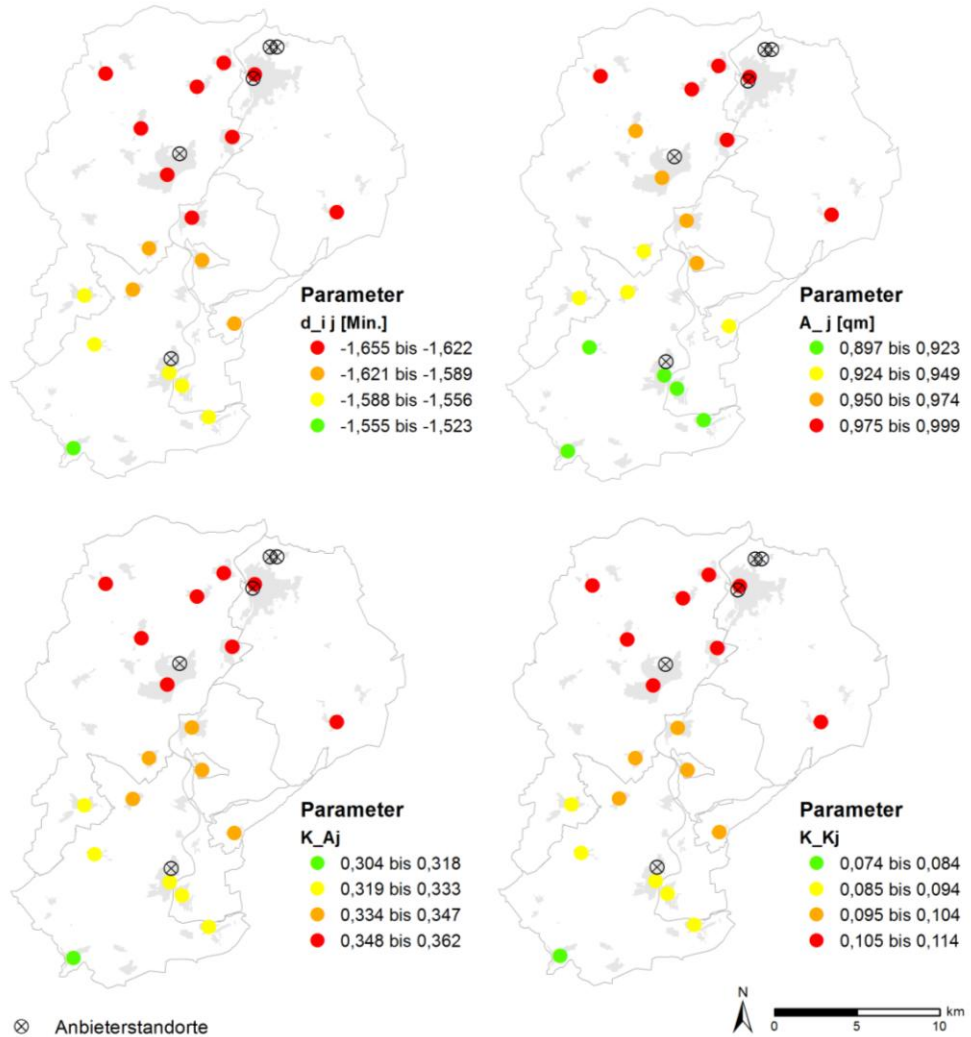 Parameter
d_i j [Min.]
-1,655 bis -1,622
-1,621 bis -1,589
-1,588 bis -1,556
-1,555 bis -1,523
Parameter
A_ j [qm]
0,897 bis 0,923
0,924 bis 0,949
0,950 bis 0,974
0,975 bis 0,999
Parameter
K_Aj
0,304 bis 0,318
0,319 bis 0,333
0,334 bis 0,347
0,348 bis 0,362
Parameter
K_Kj
0,074 bis 0,084
0,085 bis 0,094
0,095 bis 0,104
0,105 bis 0,114
Anbieterstandorte
N
km
0 5 10